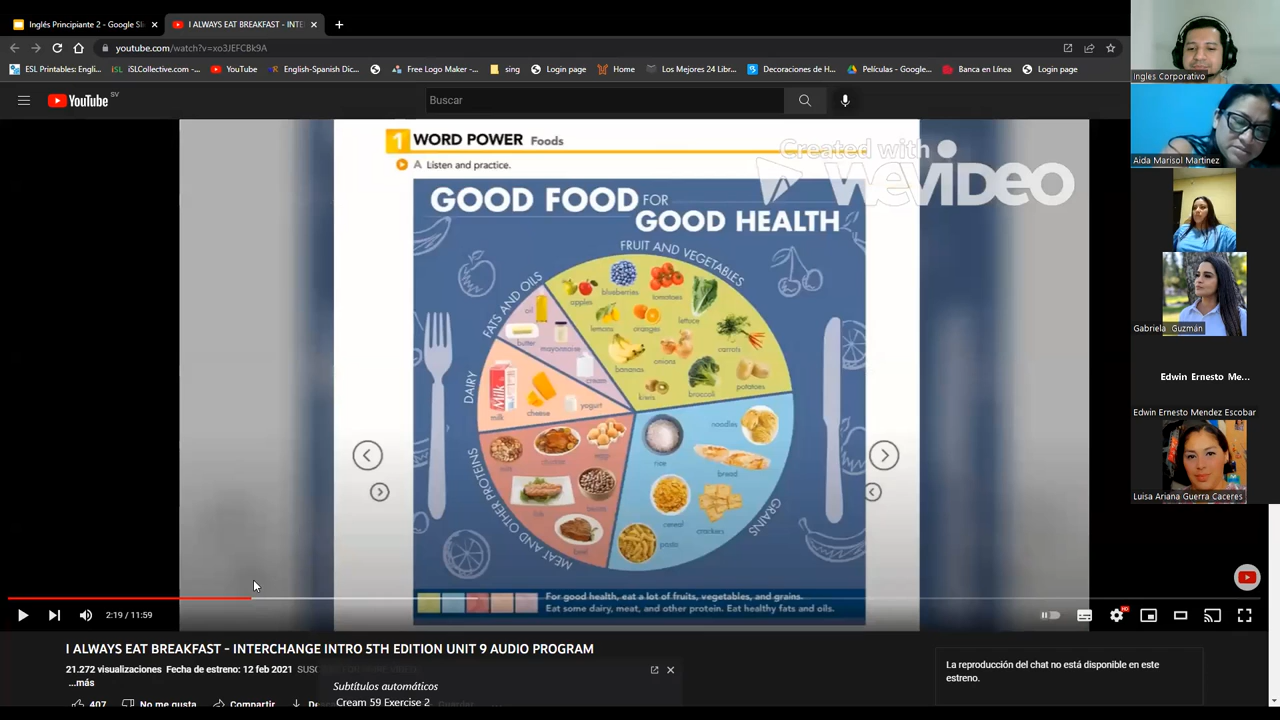 Inglés Principiante 2 - Google Sl
I ALWAYS EAT BREAKFAST - INTE
youtube.com/watch?v=xo3JEFCBk9A
ESL Printables: Engli...
iSLCollective.com -...
YouTube
English-Spanish Dic...
Free Logo Maker -...
sing
Login page
Home
Los Mejores 24 Libr...
Decoraciones de H...
Películas - Google...
Banca en Línea
Login page
YouTube SV
Buscar
1 WORD POWER Foods
A Listen and practice.
Created with
WeVIDEO
GOOD FOOD FOR
GOOD HEALTH
FRUIT AND VEGETABLES
apples
blueberries
tomatoes
lemons
oranges
lettuce
carrots
bananas
onions
kiwis
broccoli
potatoes
FATS AND OILS
oil
butter
mayonnaise
cream
DAIRY
milk
cheese
yogurt
MEAT AND OTHER PROTEINS
nuts
chicken
eggs
fish
beans
beef
GRAINS
noodles
rice
bread
cereal
crackers
pasta
For good health, eat a lot of fruits, vegetables, and grains.
Eat some dairy, meat, and other protein. Eat healthy fats and oils.
2:19 / 11:59
HD
I ALWAYS EAT BREAKFAST - INTERCHANGE INTRO 5TH EDITION UNIT 9 AUDIO PROGRAM
21.272 visualizaciones Fecha de estreno: 12 feb 2021
...más
407
No me gusta
Compartir
Subtítulos automáticos
Cream 59 Exercise 2
La reproducción del chat no está disponible en este
estreno.
Ingles Corporativo
Aida Marisol Martinez
Gabriela Guzmán
Edwin Ernesto Me...
Edwin Ernesto Mendez Escobar
Luisa Ariana Guerra Caceres